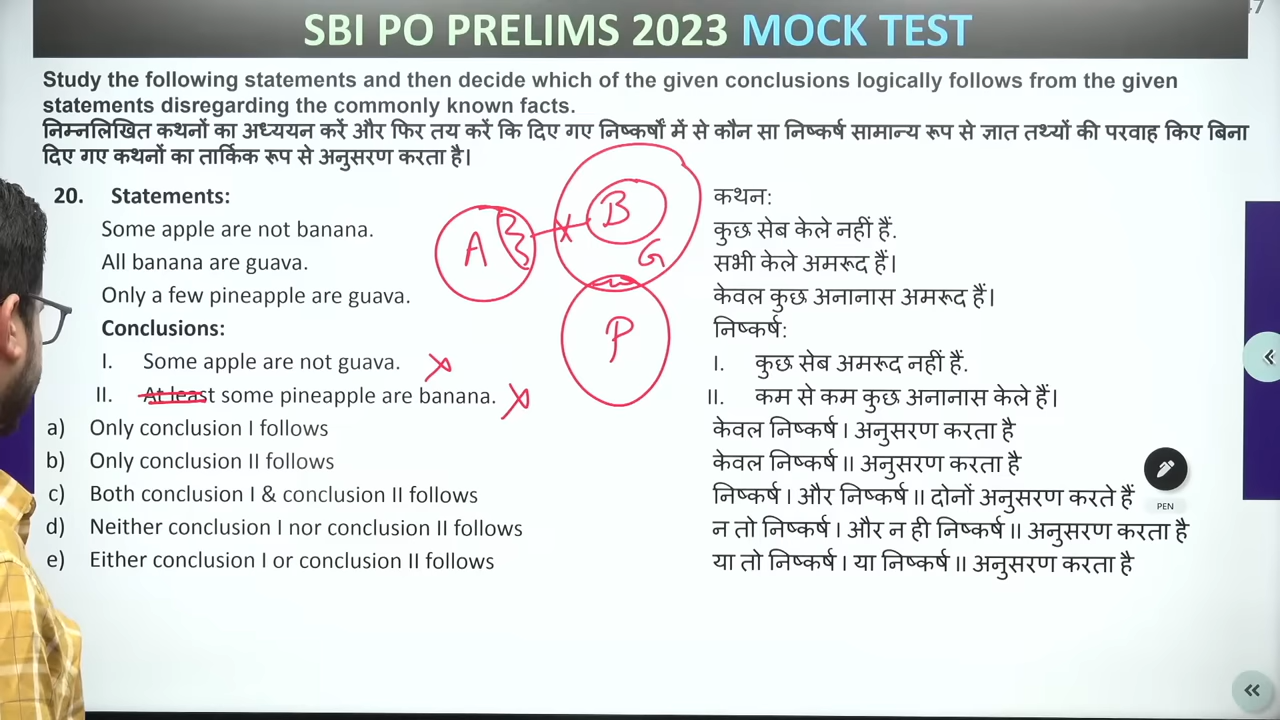 47
SBI PO PRELIMS 2023 MOCK TEST
Study the following statements and then decide which of the given conclusions logically follows from the given
statements disregarding the commonly known facts.
निम्नलिखित कथनों का अध्ययन करें और फिर तय करें कि दिए गए निष्कर्षों में से कौन सा निष्कर्ष सामान्य रूप से ज्ञात तथ्यों की परवाह किए बिना
दिए गए कथनों का तार्किक रूप से अनुसरण करता है।
20. Statements:
Some apple are not banana.
All banana are guava.
Only a few pineapple are guava.
Conclusions:
I. Some apple are not guava.
II. At least some pineapple are banana.
a) Only conclusion I follows
b) Only conclusion II follows
c) Both conclusion I & conclusion II follows
d) Neither conclusion I nor conclusion II follows
e) Either conclusion I or conclusion II follows
A
B
G
P
कथन:
कुछ सेब केले नहीं हैं.
सभी केले अमरूद हैं।
केवल कुछ अनानास अमरूद हैं।
निष्कर्ष:
I. कुछ सेब अमरूद नहीं हैं.
II. कम से कम कुछ अनानास केले हैं।
केवल निष्कर्ष I अनुसरण करता है
केवल निष्कर्ष II अनुसरण करता है
निष्कर्ष I और निष्कर्ष II दोनों अनुसरण करते हैं
न तो निष्कर्ष I और न ही निष्कर्ष II अनुसरण करता है
या तो निष्कर्ष I या निष्कर्ष II अनुसरण करता है
PEN